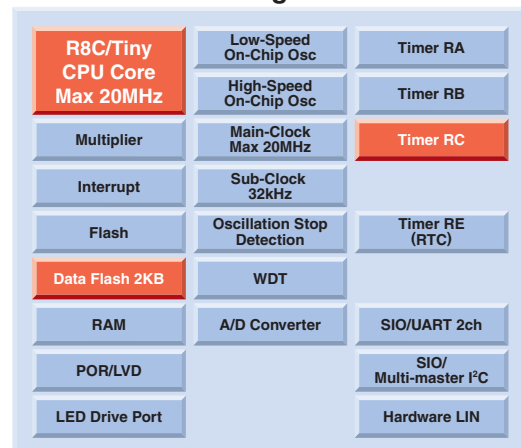 R8C/Tiny
CPU Core
Max 20MHz
Multiplier
Interrupt
Flash
Data Flash 2KB
RAM
POR/LVD
LED Drive Port
Low-Speed
On-Chip Osc
High-Speed
On-Chip Osc
Main-Clock
Max 20MHz
Sub-Clock
32kHz
Oscillation Stop
Detection
WDT
A/D Converter
Timer RA
Timer RB
Timer RC
Timer RE
(RTC)
SIO/UART 2ch
SIO/
Multi-master I²C
Hardware LIN